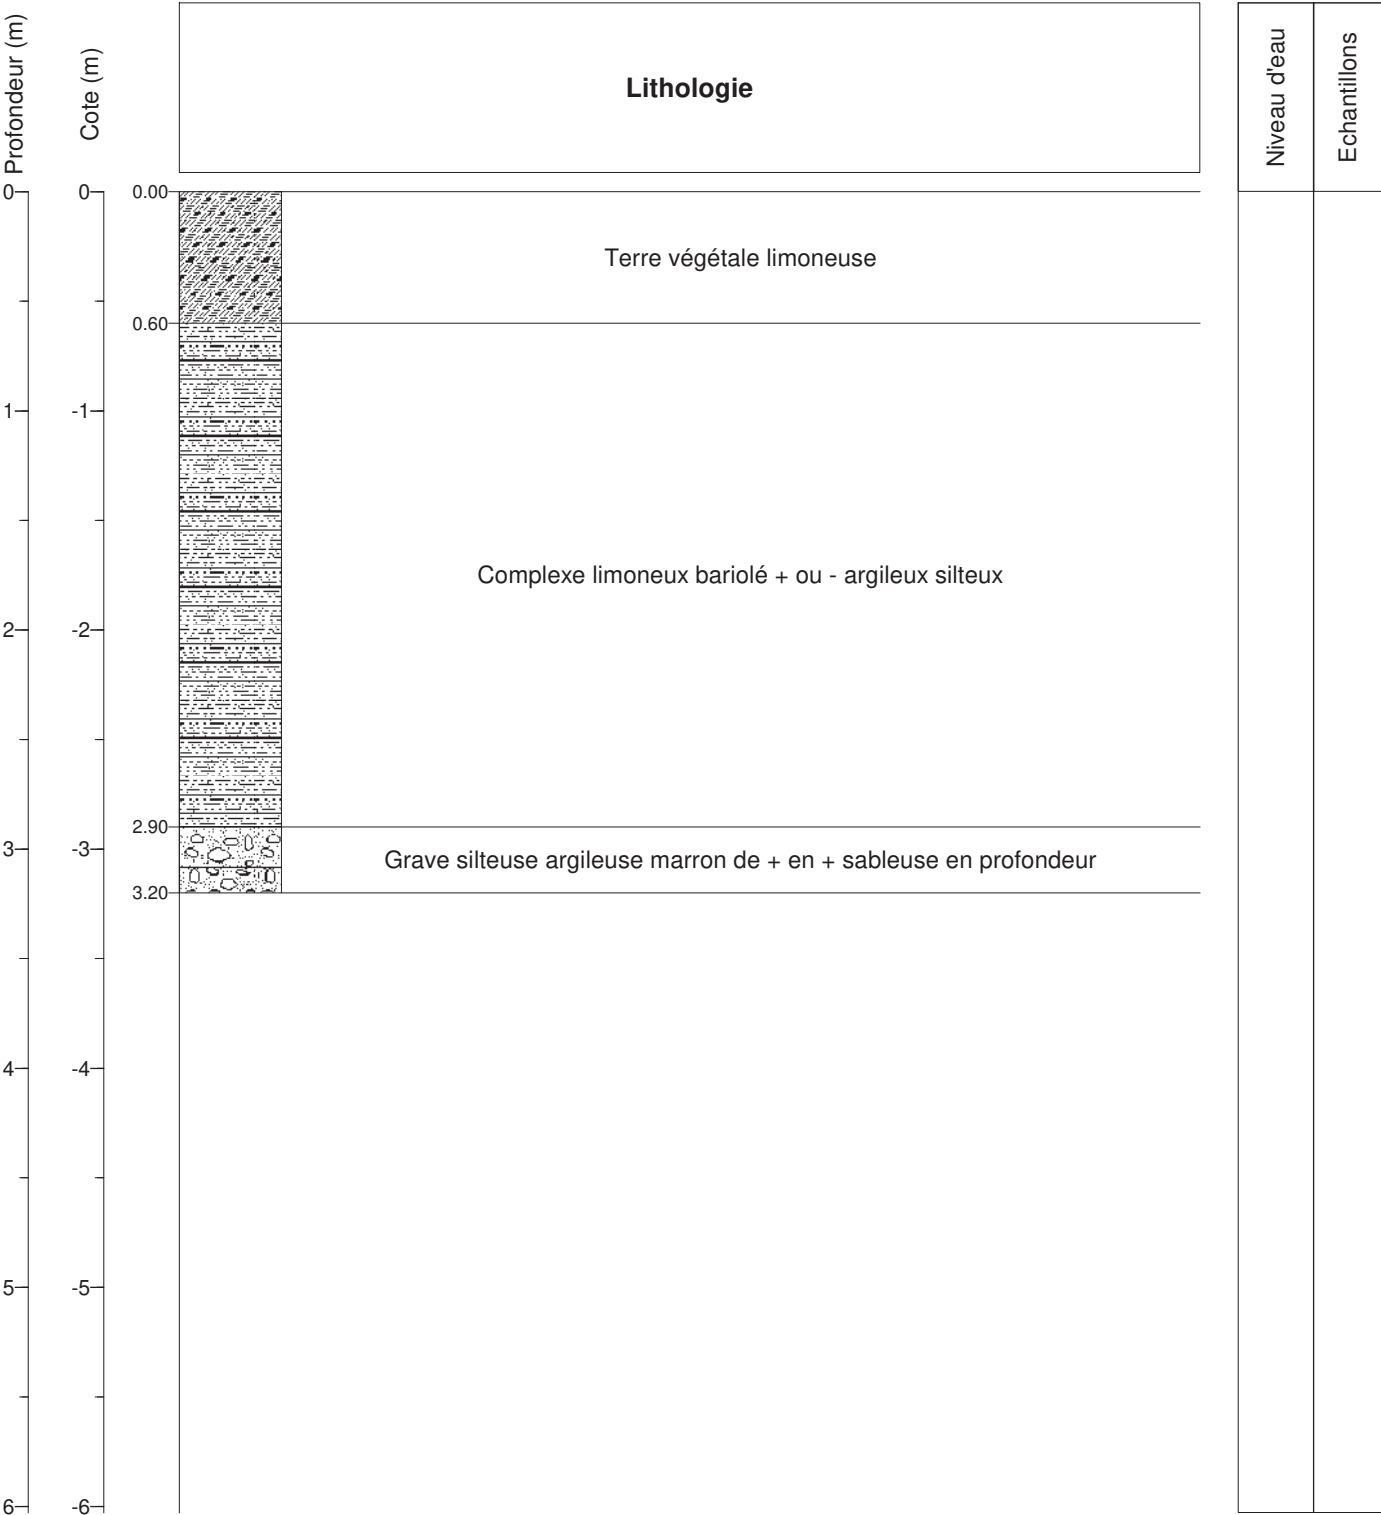 Profondeur (m)
Cote (m)
Lithologie
Niveau d'eau
Echantillons
0
0
0.00
Terre végétale limoneuse
0.60
1
-1
Complexe limoneux bariolé + ou - argileux silteux
2
-2
2.90
3
-3
Grave silteuse argileuse marron de + en + sableuse en profondeur
3.20
4
-4
5
-5
6
-6